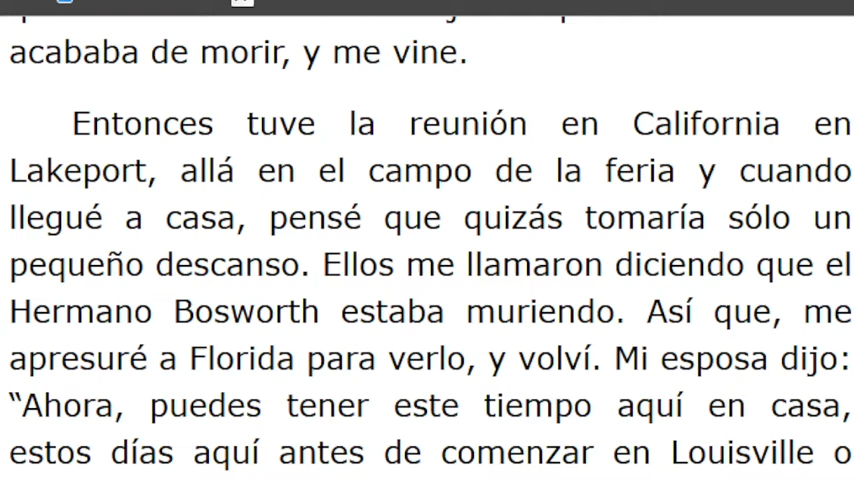 acababa de morir, y me vine.
Entonces tuve la reunión en California en
Lakeport, allá en el campo de la feria y cuando
llegué a casa, pensé que quizás tomaría sólo un
pequeño descanso. Ellos me llamaron diciendo que el
Hermano Bosworth estaba muriendo. Así que, me
apresuré a Florida para verlo, y volví. Mi esposa dijo:
“Ahora, puedes tener este tiempo aquí en casa,
estos días aquí antes de comenzar en Louisville o